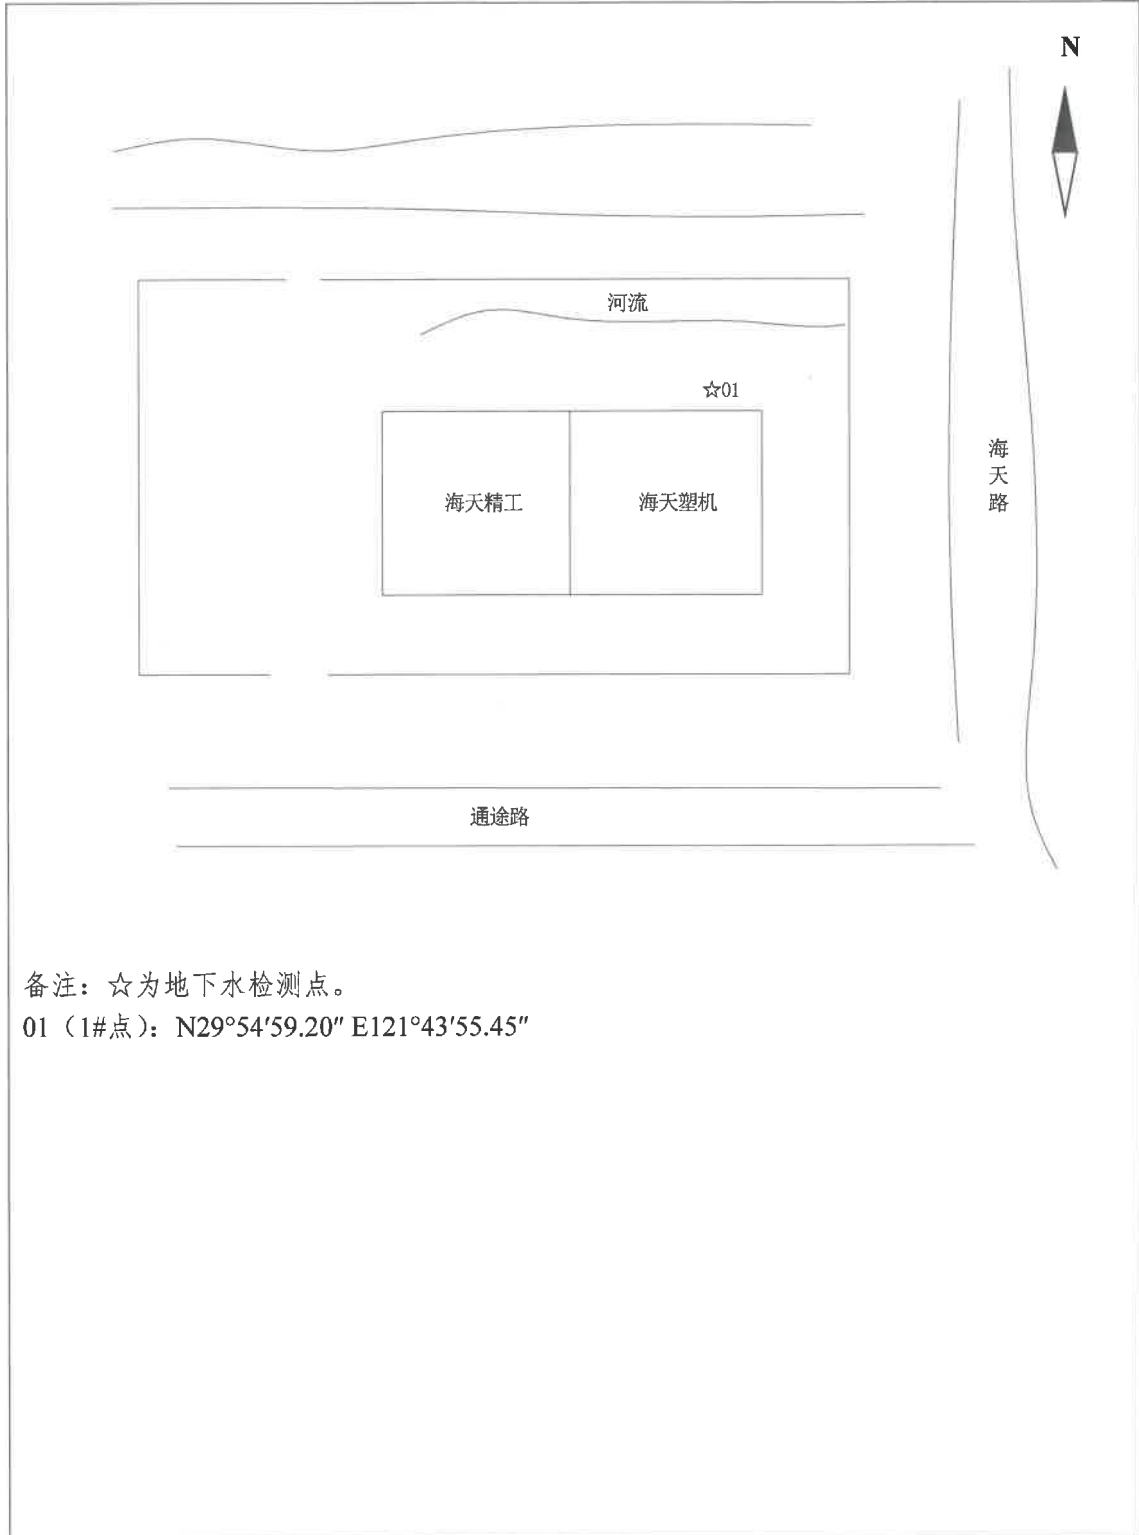 N
河流
☆01
海天精工
海天塑机
海
天
路
通途路
备注：☆为地下水检测点。
01（1#点）：N29°54′59.20″ E121°43′55.45″